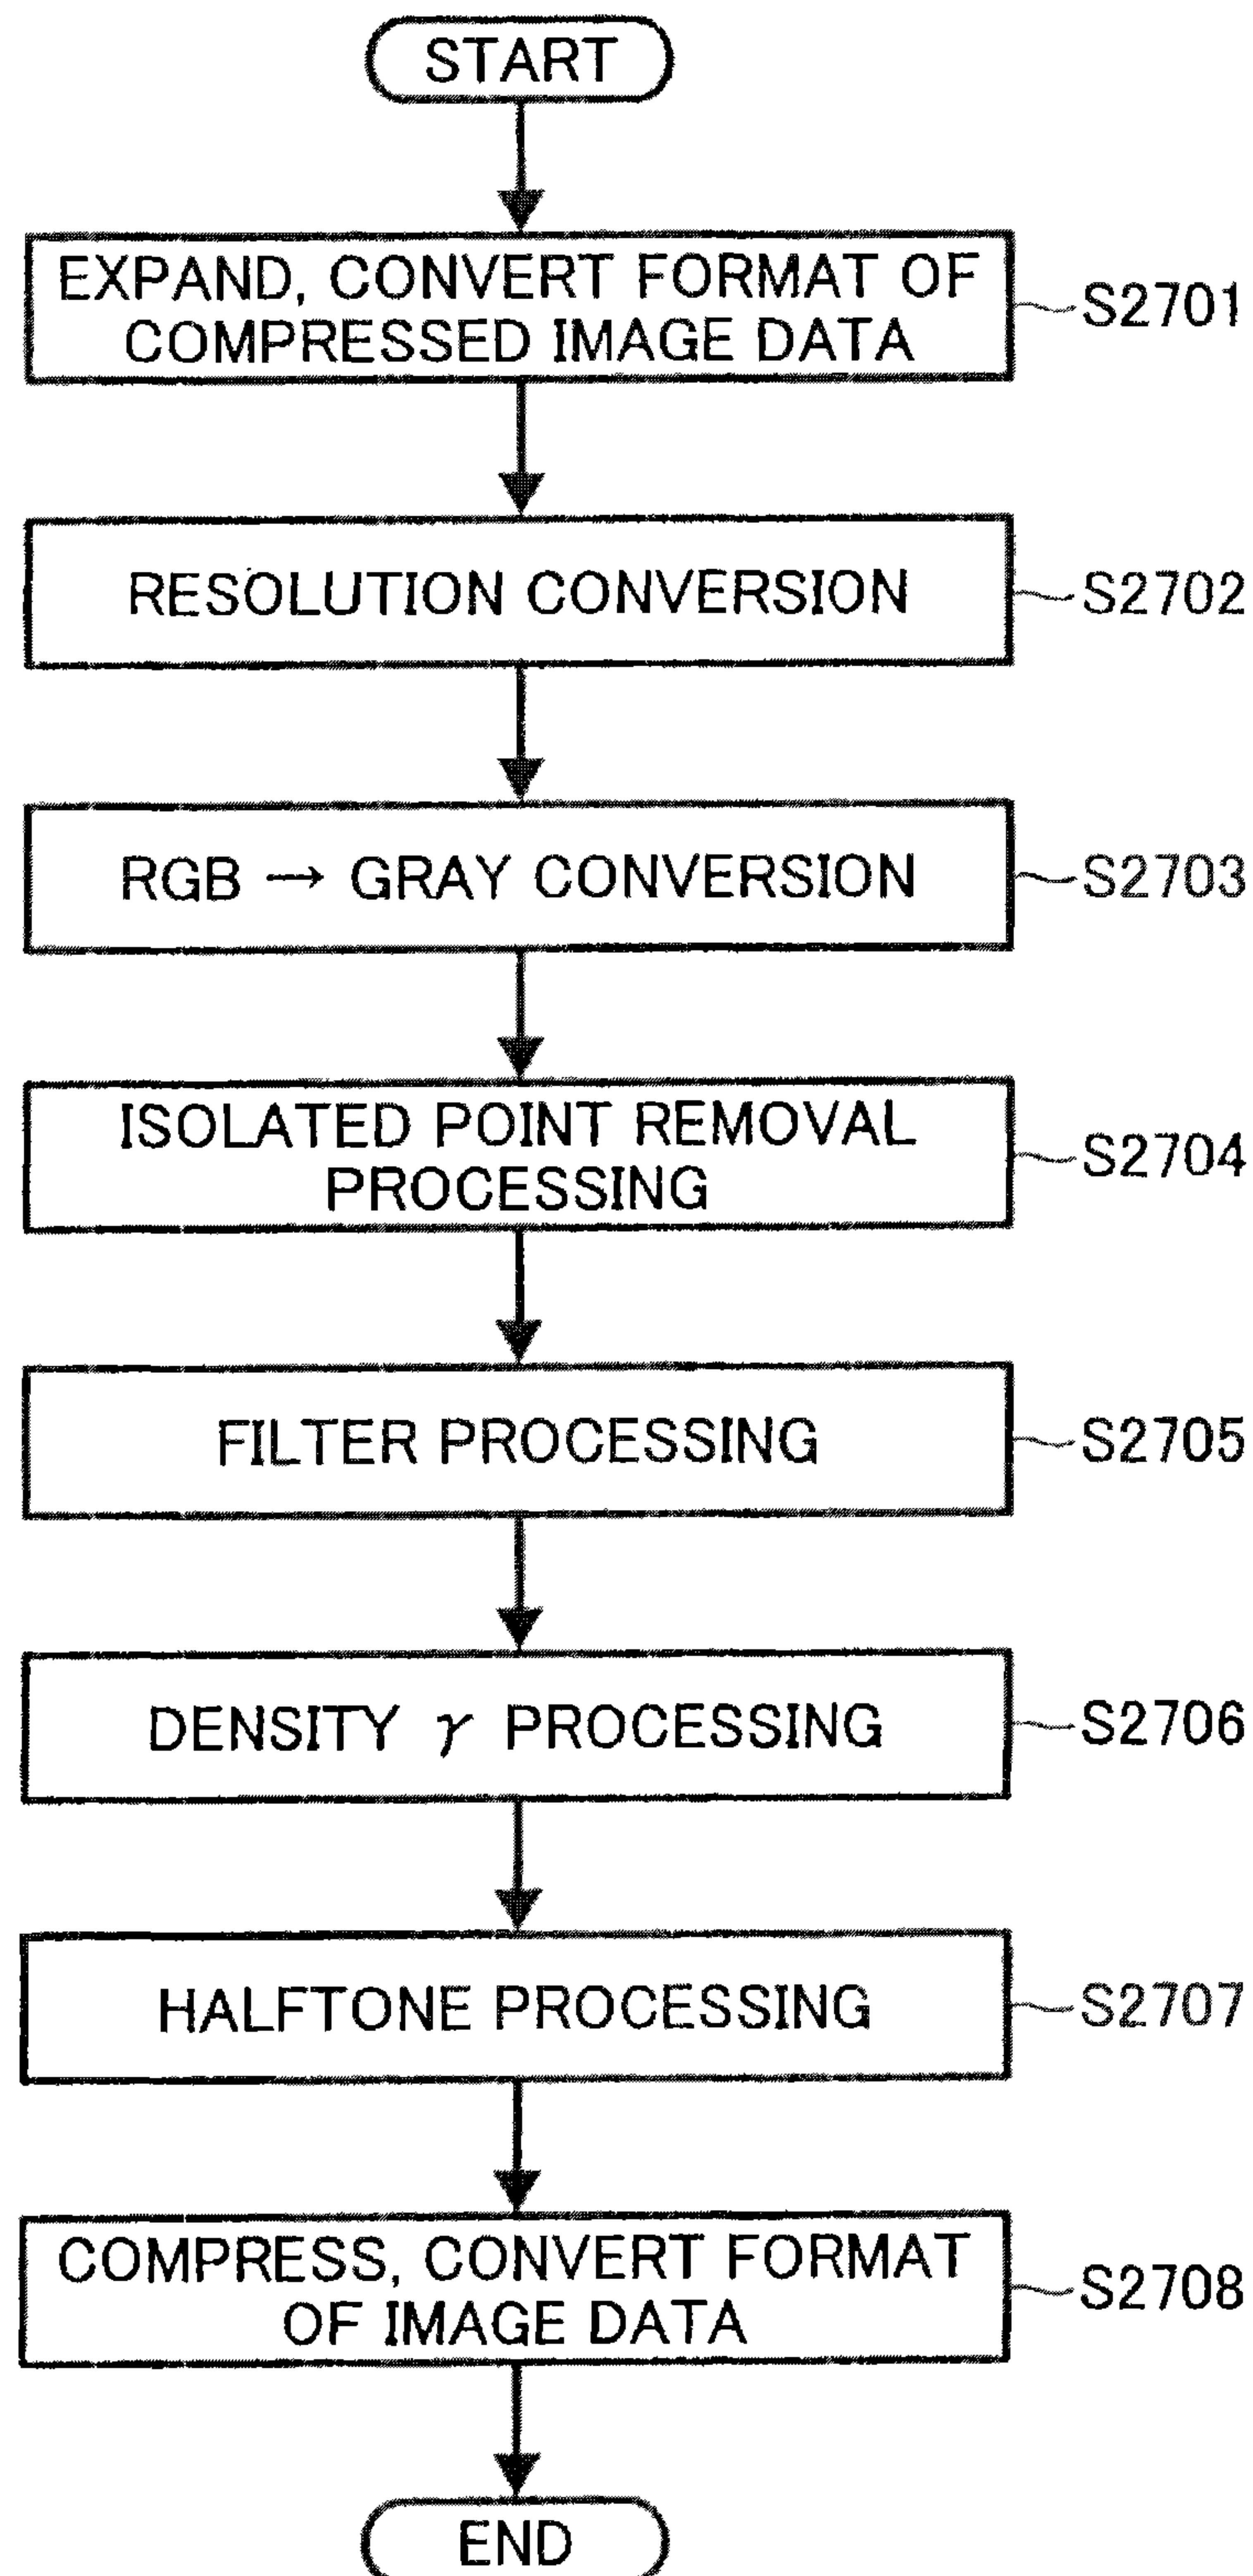 START
EXPAND, CONVERT FORMAT OF
COMPRESSED IMAGE DATA
S2701
RESOLUTION CONVERSION
S2702
RGB → GRAY CONVERSION
S2703
ISOLATED POINT REMOVAL
PROCESSING
S2704
FILTER PROCESSING
S2705
DENSITY γ PROCESSING
S2706
HALFTONE PROCESSING
S2707
COMPRESS, CONVERT FORMAT
OF IMAGE DATA
S2708
END